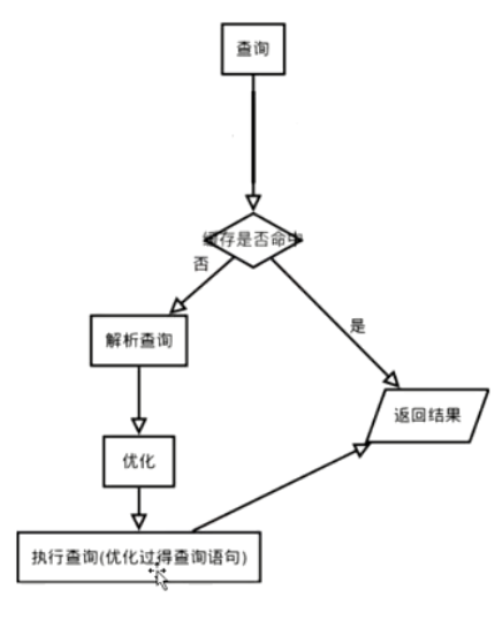 查询
缓存是否命中
否
是
解析查询
返回结果
优化
执行查询(优化过得查询语句)